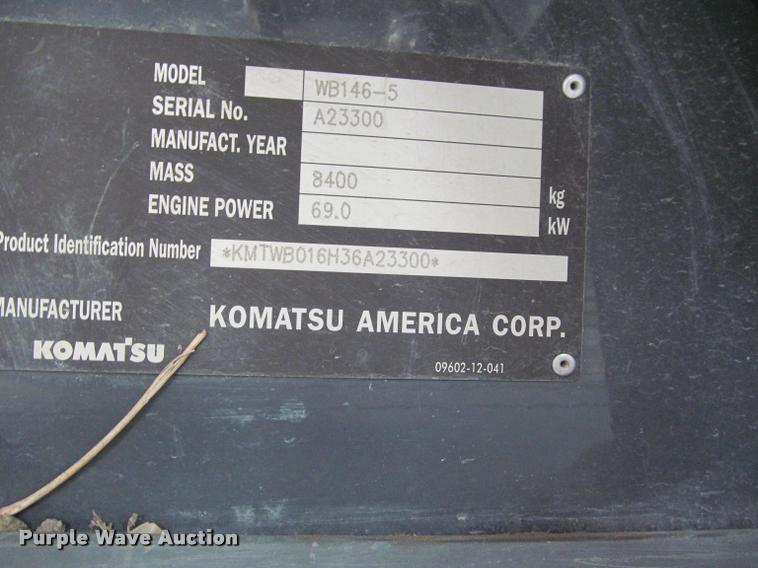 MODEL WB146-5
SERIAL No. A23300
MANUFACT. YEAR
MASS 8400 kg
ENGINE POWER 69.0 kW
Product Identification Number *KMTWB016H36A23300*
MANUFACTURER KOMATSU AMERICA CORP.
KOMATSU
09602-12-041
Purple Wave Auction